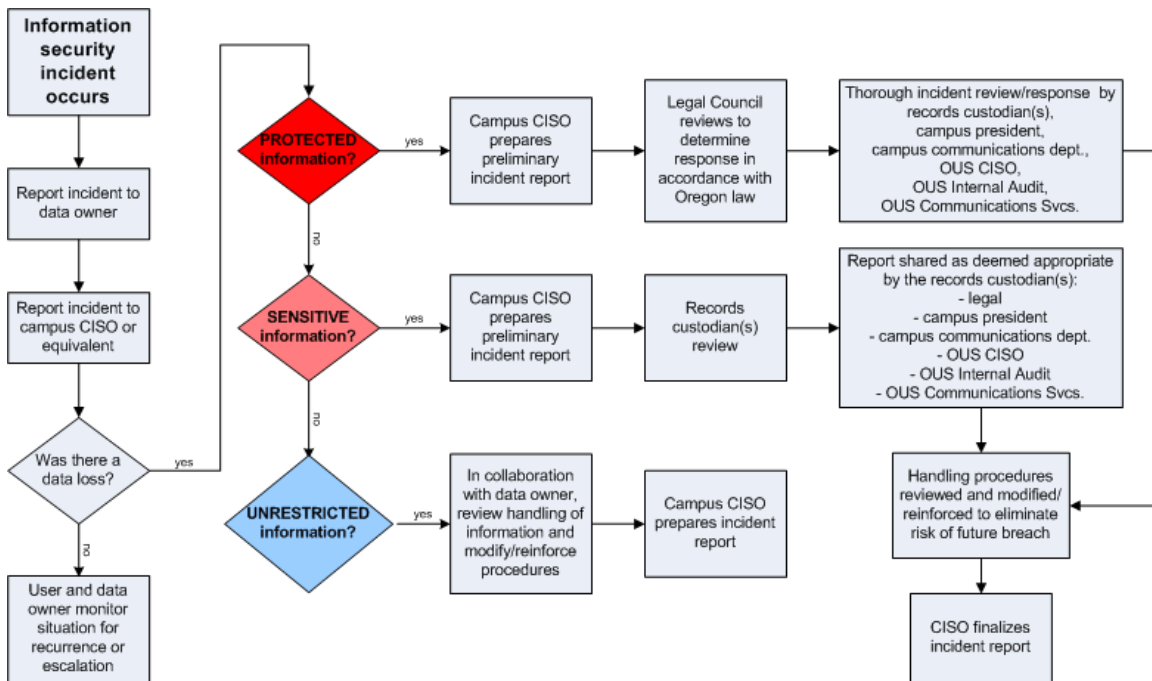 Information
security
incident
occurs
Report incident to
data owner
Report incident to
campus CISO or
equivalent
Was there a
data loss?
yes
no
User and data
owner monitor
situation for
recurrence or
escalation
PROTECTED
information?
yes
no
Campus CISO
prepares
preliminary
incident report
Legal Council
reviews to
determine
response in
accordance with
Oregon law
Thorough incident review/response by
records custodian(s),
campus president,
campus communications dept.,
OUS CISO,
OUS Internal Audit,
OUS Communications Svcs.
SENSITIVE
information?
yes
no
Campus CISO
prepares
preliminary
incident report
Records
custodian(s)
review
Report shared as deemed appropriate
by the records custodian(s):
- legal
- campus president
- campus communications dept.
- OUS CISO
- OUS Internal Audit
- OUS Communications Svcs.
UNRESTRICTED
information?
yes
In collaboration
with data owner,
review handling of
information and
modify/reinforce
procedures
Campus CISO
prepares incident
report
Handling procedures
reviewed and modified/
reinforced to eliminate
risk of future breach
CISO finalizes
incident report